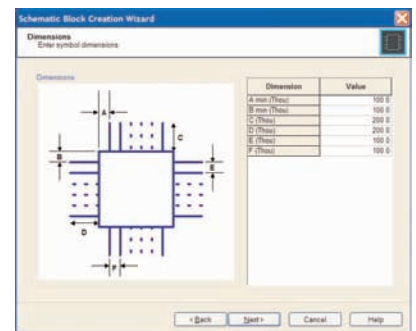 Schematic Block Creation Wizard
Dimensions
Enter symbol dimensions
Dimensions
A
C
B
E
D
F
Dimension Value
A min (Thou) 100.0
B min (Thou) 100.0
C (Thou) 200.0
D (Thou) 200.0
E (Thou) 100.0
F (Thou) 100.0
< Back Next > Cancel Help